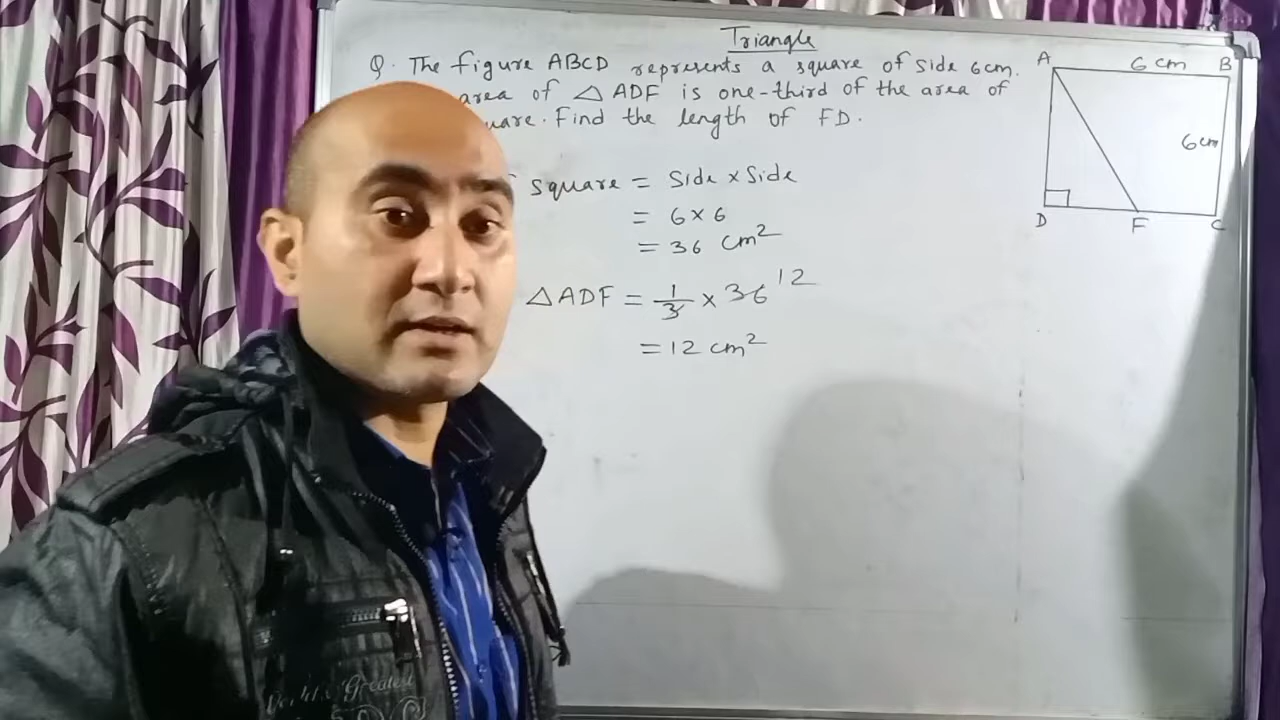 Triangle
Q. The figure ABCD represents a square of side 6cm.
area of △ ADF is one-third of the area of
uare. Find the length of FD.
square = Side × Side
= 6 × 6
= 36 cm²
△ADF = 1/3 × 36 12
= 12 cm²
A 6 cm B
6cm
D F C
World's Greatest